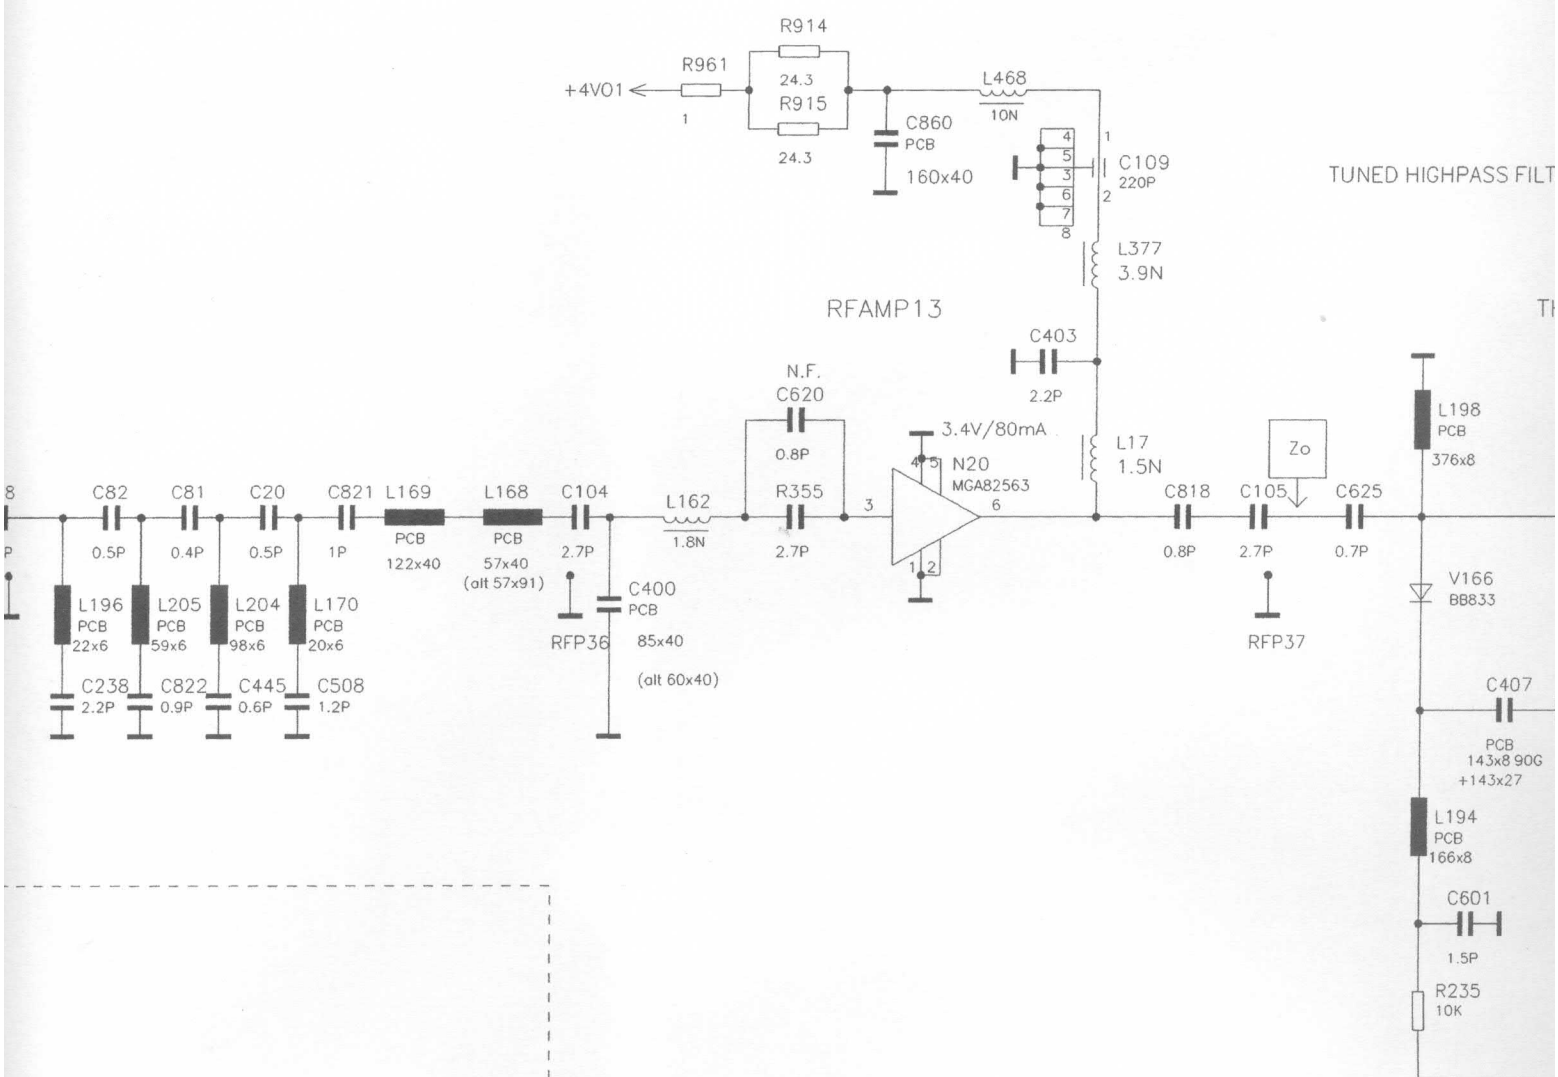 R914
24.3
R961
+4V01
1
R915
24.3
C860
PCB
160x40
L468
10N
4
5
3
6
7
8
1
2
C109
220P
TUNED HIGHPASS FILT
L377
3.9N
RFAMP13
C403
2.2P
N.F.
C620
0.8P
3.4V/80mA
4
5
N20
MGA82563
L17
1.5N
Zo
L198
PCB
376x8
8
P
C82
0.5P
C81
0.4P
C20
0.5P
C821
1P
L169
PCB
122x40
L168
PCB
57x40
(alt 57x91)
C104
2.7P
L162
1.8N
R355
2.7P
3
6
1
2
C818
0.8P
C105
2.7P
C625
0.7P
L196
PCB
22x6
L205
PCB
59x6
L204
PCB
98x6
L170
PCB
20x6
RFP36
C400
PCB
85x40
(alt 60x40)
RFP37
V166
BB833
C238
2.2P
C822
0.9P
C445
0.6P
C508
1.2P
C407
PCB
143x8 90G
+143x27
L194
PCB
166x8
C601
1.5P
R235
10K